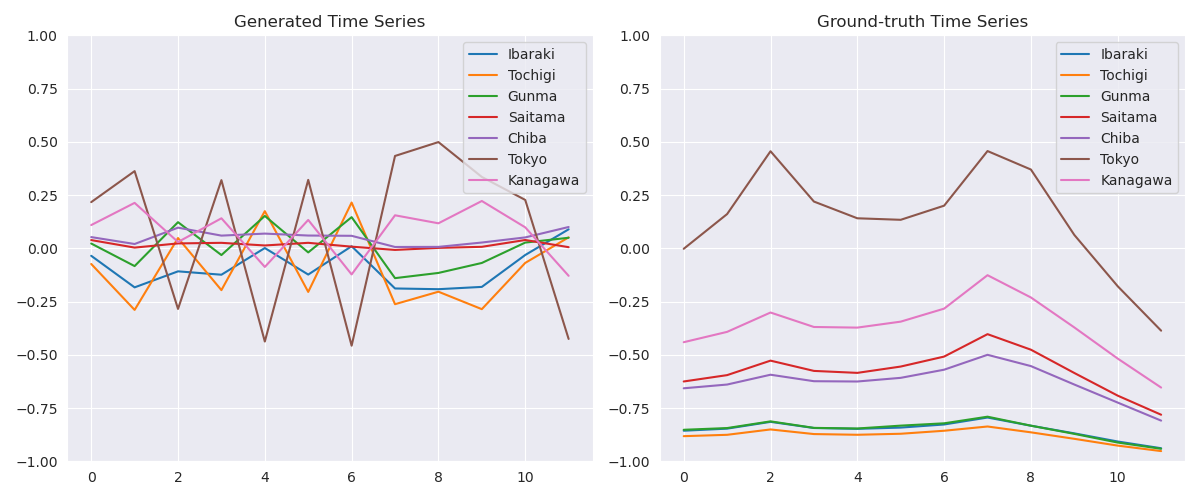 Generated Time Series
1.00
0.75
0.50
0.25
0.00
−0.25
−0.50
−0.75
−1.00
0 2 4 6 8 10
Ibaraki
Tochigi
Gunma
Saitama
Chiba
Tokyo
Kanagawa
Ground-truth Time Series
1.00
0.75
0.50
0.25
0.00
−0.25
−0.50
−0.75
−1.00
0 2 4 6 8 10
Ibaraki
Tochigi
Gunma
Saitama
Chiba
Tokyo
Kanagawa